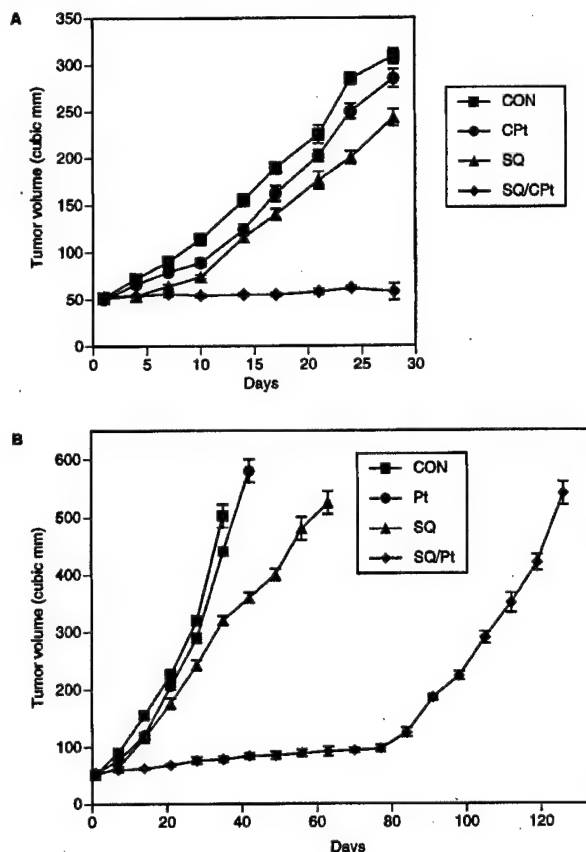 A
Tumor volume (cubic mm)
350
300
250
200
150
100
50
0
0 5 10 15 20 25 30
Days
CON
CPt
SQ
SQ/CPt
B
Tumor volume (cubic mm)
600
500
400
300
200
100
0
0 20 40 60 80 100 120
Days
CON
Pt
SQ
SQ/Pt